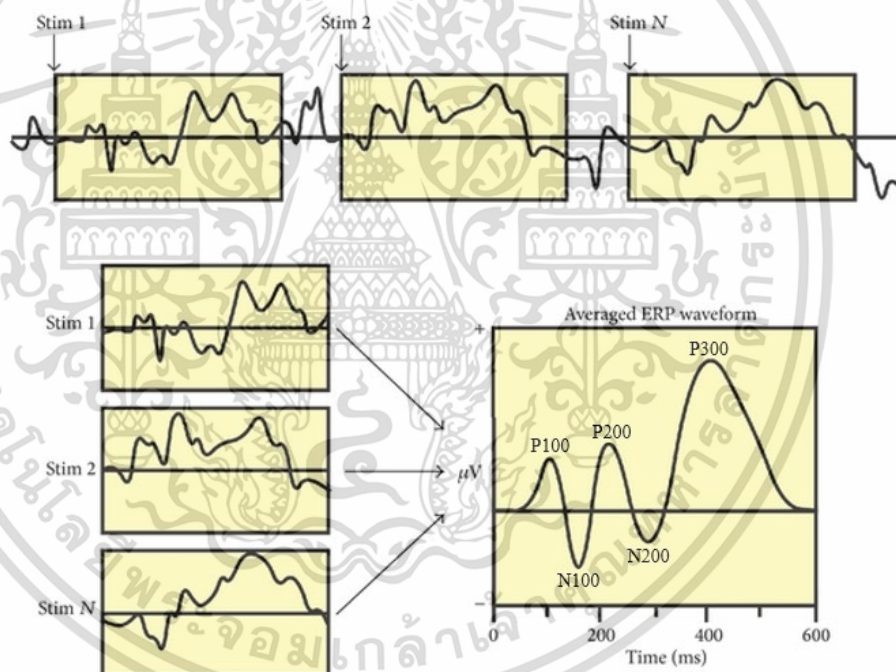 Stim 1
Stim 2
Stim N
Stim 1
Stim 2
Stim N
Averaged ERP waveform
+
μV
−
P100
N100
P200
N200
P300
0
200
400
600
Time (ms)